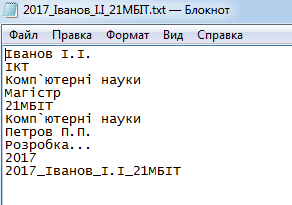 2017_Іванов_І.І_21МБІТ.txt — Блокнот
Файл Правка Формат Вид Справка
Іванов І.І.
ІКТ
Комп`ютерні науки
Магістр
21МБІТ
Комп`ютерні науки
Петров П.П.
Розробка...
2017
2017_Іванов_І.І_21МБІТ